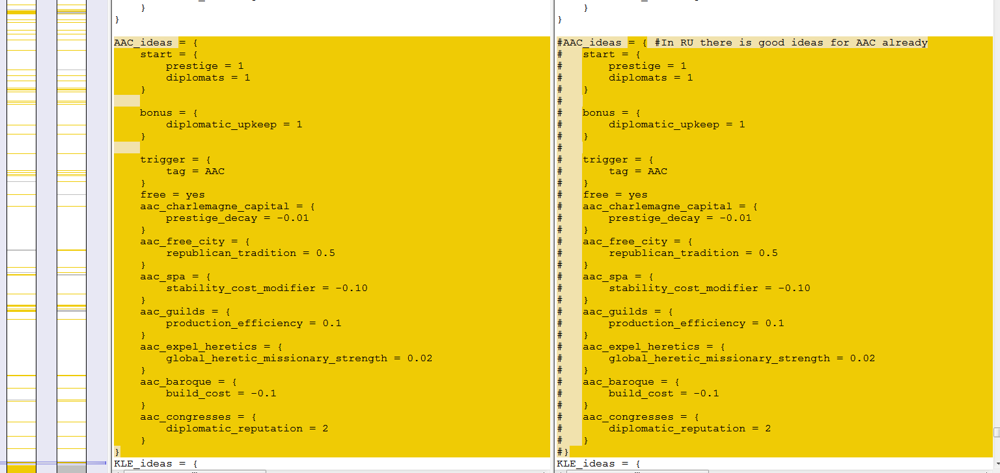 }
}
AAC_ideas = {
    start = {
        prestige = 1
        diplomats = 1
    }
    bonus = {
        diplomatic_upkeep = 1
    }
    trigger = {
        tag = AAC
    }
    free = yes
    aac_charlemagne_capital = {
        prestige_decay = -0.01
    }
    aac_free_city = {
        republican_tradition = 0.5
    }
    aac_spa = {
        stability_cost_modifier = -0.10
    }
    aac_guilds = {
        production_efficiency = 0.1
    }
    aac_expel_heretics = {
        global_heretic_missionary_strength = 0.02
    }
    aac_baroque = {
        build_cost = -0.1
    }
    aac_congresses = {
        diplomatic_reputation = 2
    }
}
KLE_ideas = {
    }
}
#AAC_ideas = { #In RU there is good ideas for AAC already
#   start = {
#       prestige = 1
#       diplomats = 1
#   }
#
#   bonus = {
#       diplomatic_upkeep = 1
#   }
#
#   trigger = {
#       tag = AAC
#   }
#   free = yes
#   aac_charlemagne_capital = {
#       prestige_decay = -0.01
#   }
#   aac_free_city = {
#       republican_tradition = 0.5
#   }
#   aac_spa = {
#       stability_cost_modifier = -0.10
#   }
#   aac_guilds = {
#       production_efficiency = 0.1
#   }
#   aac_expel_heretics = {
#       global_heretic_missionary_strength = 0.02
#   }
#   aac_baroque = {
#       build_cost = -0.1
#   }
#   aac_congresses = {
#       diplomatic_reputation = 2
#   }
#}
KLE_ideas = {